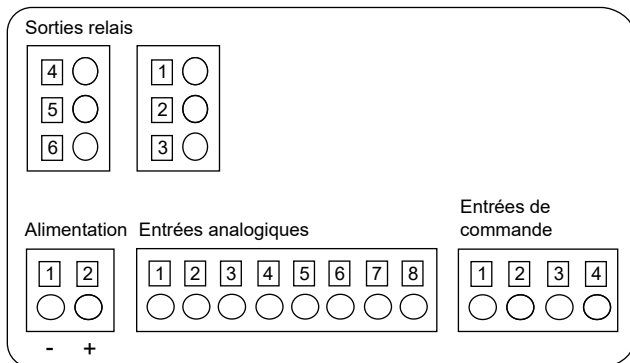 Sorties relais
4 1
5 2
6 3
Entrées de
commande
Alimentation Entrées analogiques
1 2 1 2 3 4 5 6 7 8 1 2 3 4
- +